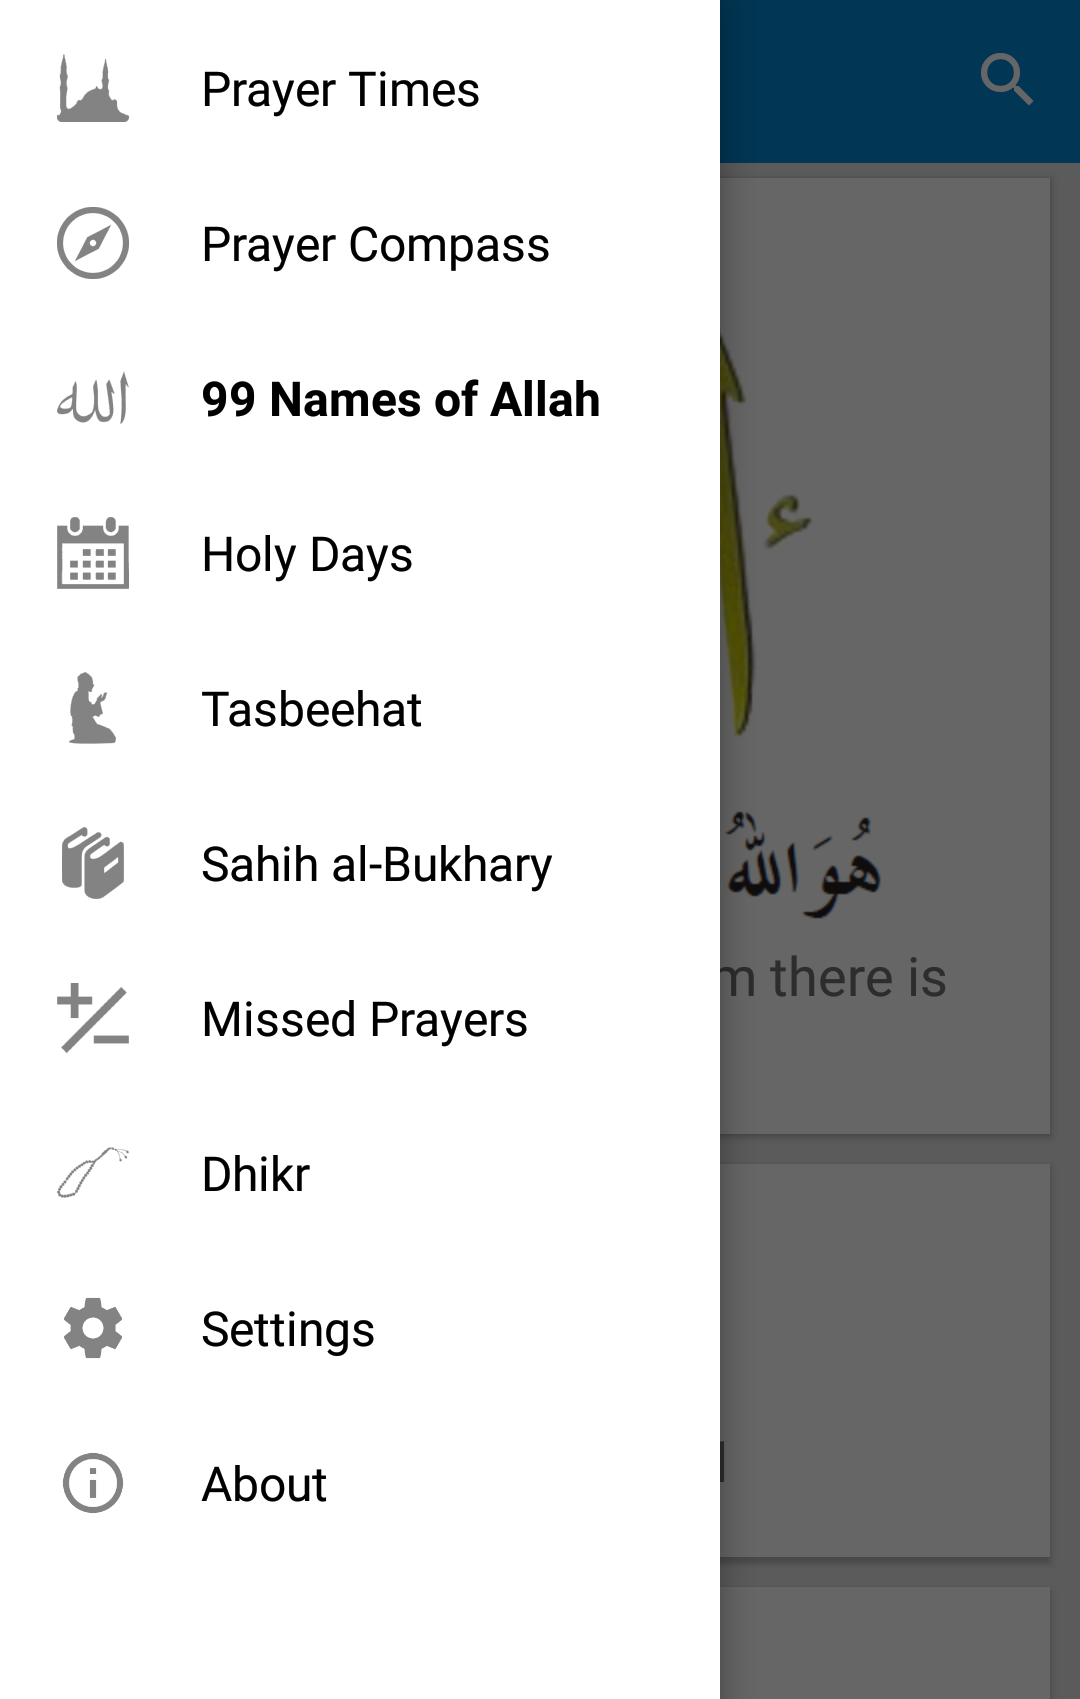 Prayer Times
Prayer Compass
99 Names of Allah
Holy Days
Tasbeehat
Sahih al-Bukhary
Missed Prayers
Dhikr
Settings
About
هُوَ اللهُ
there is